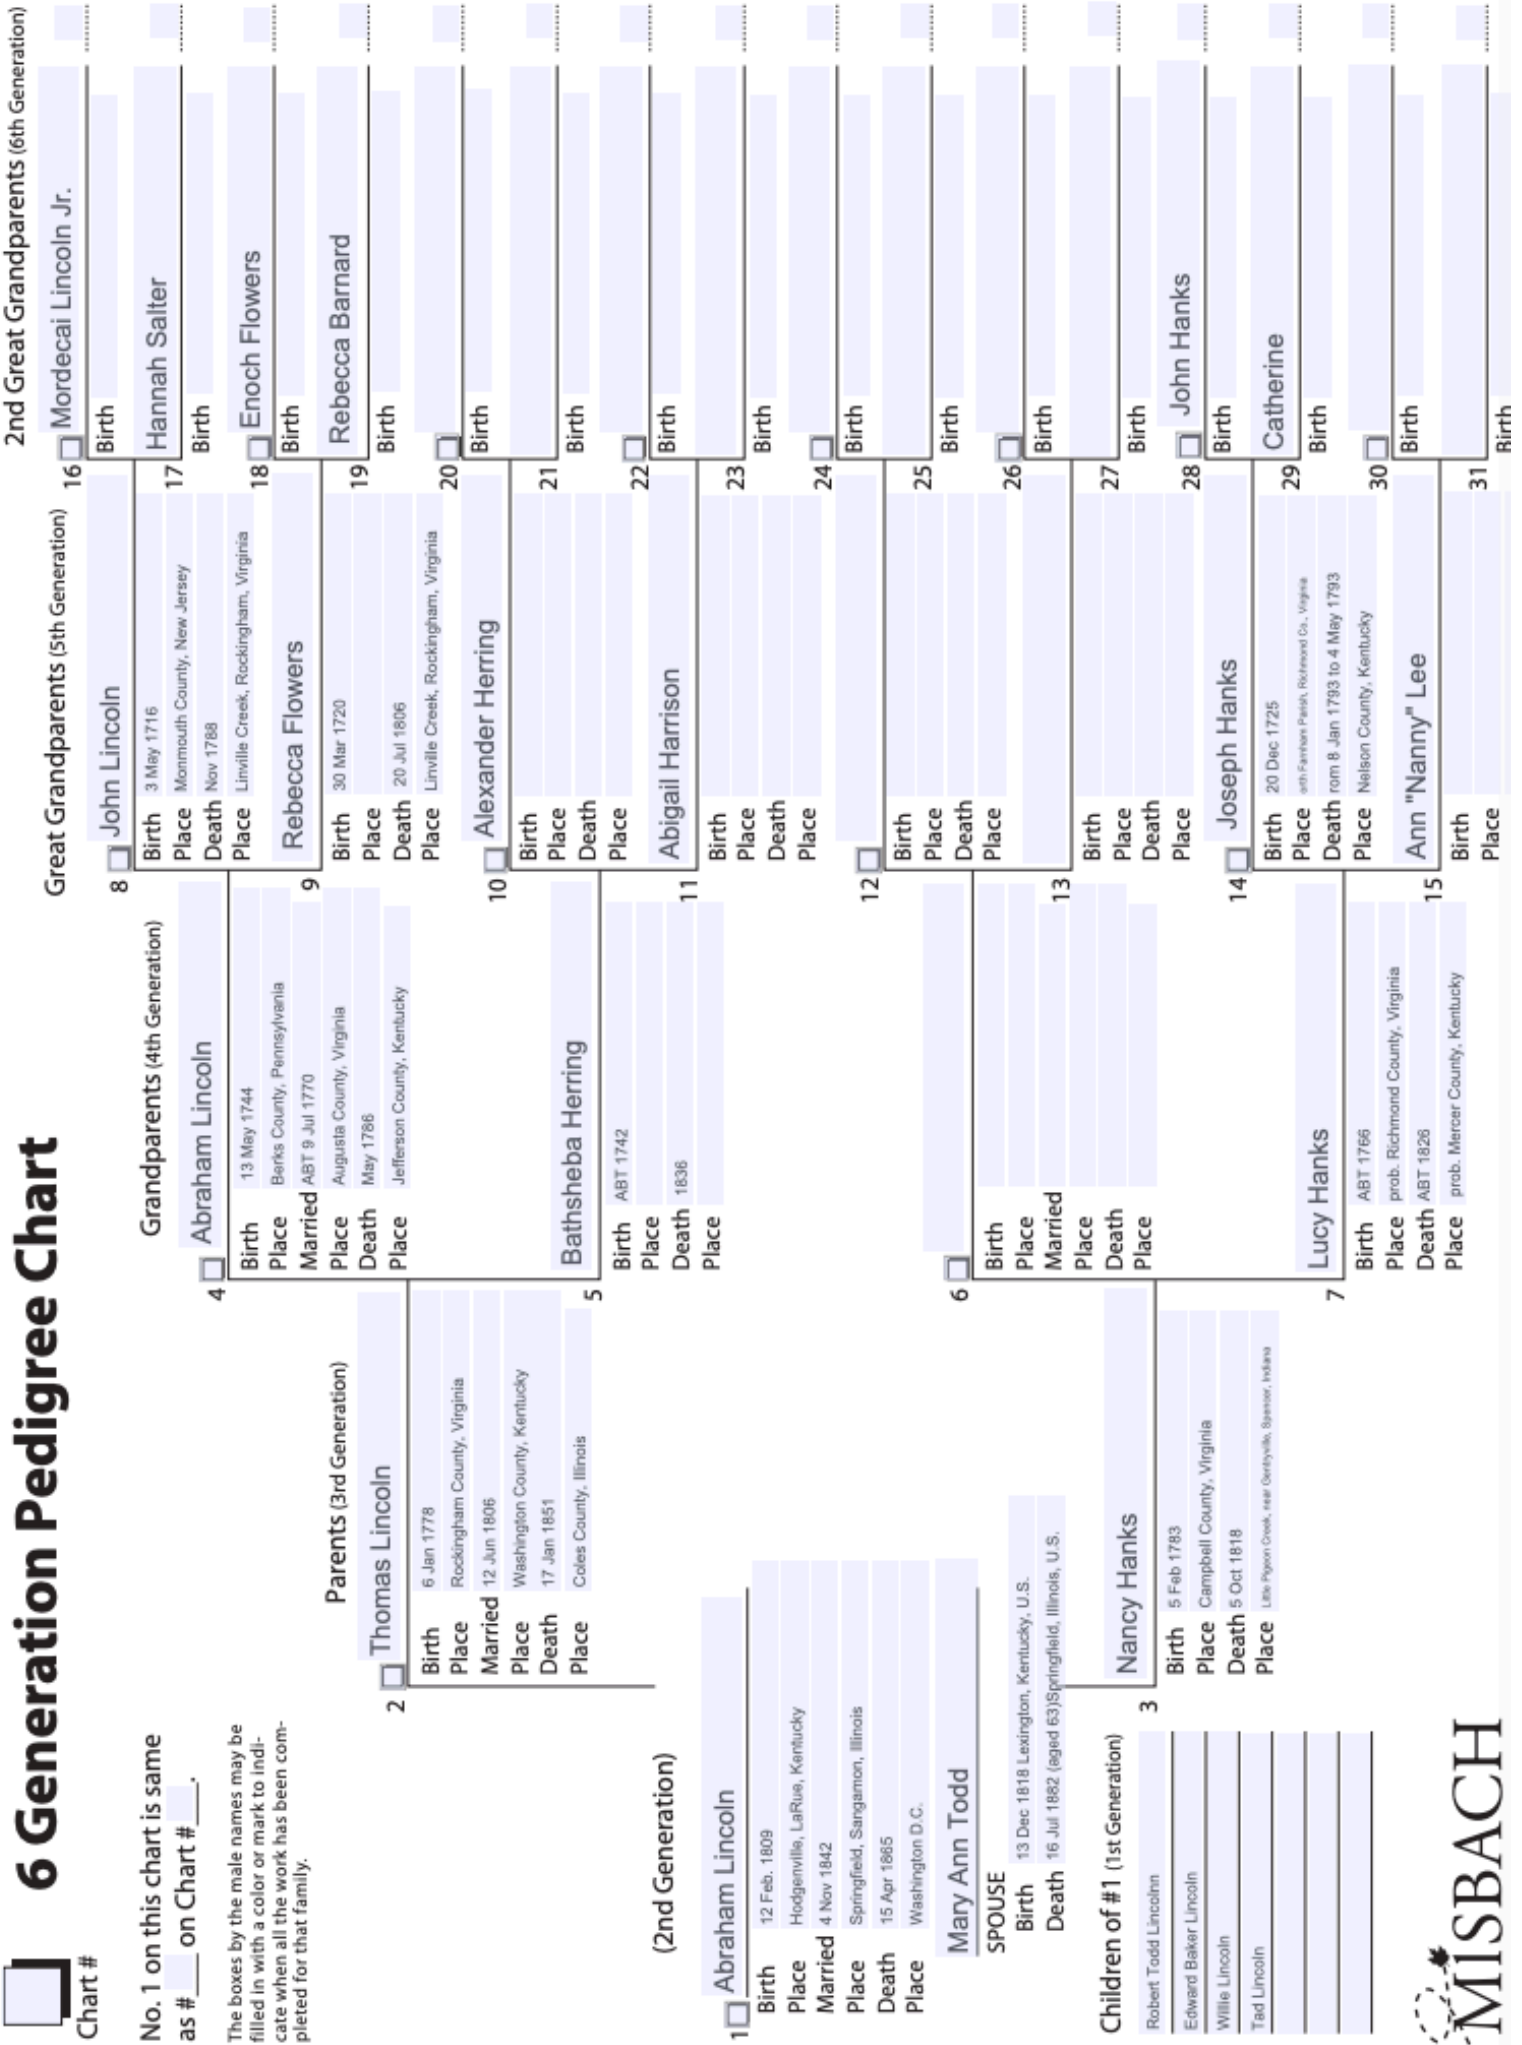 6 Generation Pedigree Chart
Chart #
No. 1 on this chart is same
as #___ on Chart #___.
The boxes by the male names may be
filled in with a color or mark to indi-
cate when all the work has been com-
pleted for that family.
(2nd Generation)
1 Abraham Lincoln
Birth 12 Feb. 1809
Place Hodgenville, LaRue, Kentucky
Married 4 Nov 1842
Place Springfield, Sangamon, Illinois
Death 15 Apr 1865
Place Washington D.C.
Mary Ann Todd
SPOUSE
Birth 13 Dec 1818 Lexington, Kentucky, U.S.
Death 16 Jul 1882 (aged 63)Springfield, Illinois, U.S.
Children of #1 (1st Generation)
Robert Todd Lincolnn
Edward Baker Lincoln
Willie Lincoln
Tad Lincoln
MISBACH
Parents (3rd Generation)
2 Thomas Lincoln
Birth 6 Jan 1778
Place Rockingham County, Virginia
Married 12 Jun 1806
Place Washington County, Kentucky
Death 17 Jan 1851
Place Coles County, Illinois
3 Nancy Hanks
Birth 5 Feb 1783
Place Campbell County, Virginia
Death 5 Oct 1818
Place Little Pigeon Creek, near Gentryville, Spencer, Indiana
Grandparents (4th Generation)
4 Abraham Lincoln
Birth 13 May 1744
Place Berks County, Pennsylvania
Married ABT 9 Jul 1770
Place Augusta County, Virginia
Death May 1786
Place Jefferson County, Kentucky
5 Bathsheba Herring
Birth ABT 1742
Place
Death 1836
Place
6
Birth
Place
Married
Place
Death
Place
7 Lucy Hanks
Birth ABT 1766
Place prob. Richmond County, Virginia
Death ABT 1826
Place prob. Mercer County, Kentucky
Great Grandparents (5th Generation)
8 John Lincoln
Birth 3 May 1716
Place Monmouth County, New Jersey
Death Nov 1788
Place Linville Creek, Rockingham, Virginia
9 Rebecca Flowers
Birth 30 Mar 1720
Place
Death 20 Jul 1806
Place Linville Creek, Rockingham, Virginia
10 Alexander Herring
Birth
Place
Death
Place
11 Abigail Harrison
Birth
Place
Death
Place
12
Birth
Place
Death
Place
13
Birth
Place
Death
Place
14 Joseph Hanks
Birth 20 Dec 1725
Place orth Farnham Parish, Richmond Co., Virginia
Death rom 8 Jan 1793 to 4 May 1793
Place Nelson County, Kentucky
15 Ann "Nanny" Lee
Birth
Place
2nd Great Grandparents (6th Generation)
16 Mordecai Lincoln Jr.
Birth
17 Hannah Salter
Birth
18 Enoch Flowers
Birth
19 Rebecca Barnard
Birth
20
Birth
21
Birth
22
Birth
23
Birth
24
Birth
25
Birth
26
Birth
27
Birth
28 John Hanks
Birth
29 Catherine
Birth
30
Birth
31
Birth